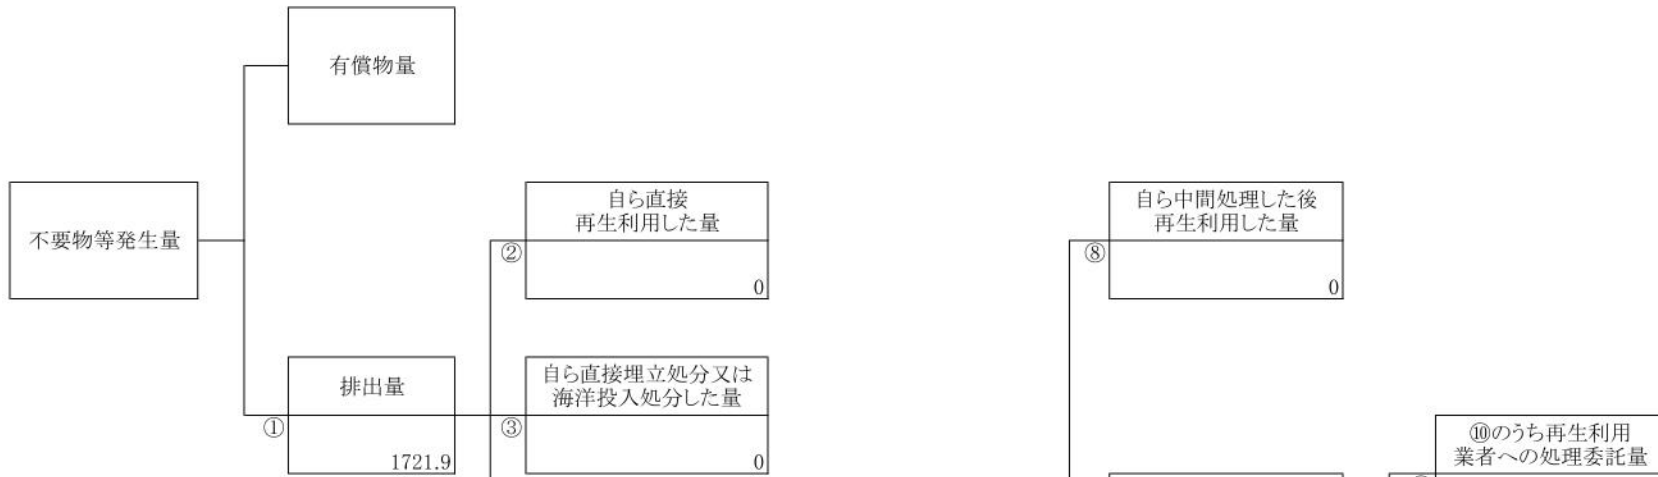 有償物量
不要物等発生量
自ら直接
再生利用した量
②
0
自ら中間処理した後
再生利用した量
⑧
0
排出量
①
1721.9
自ら直接埋立処分又は
海洋投入処分した量
③
0
⑩のうち再生利用
業者への処理委託量